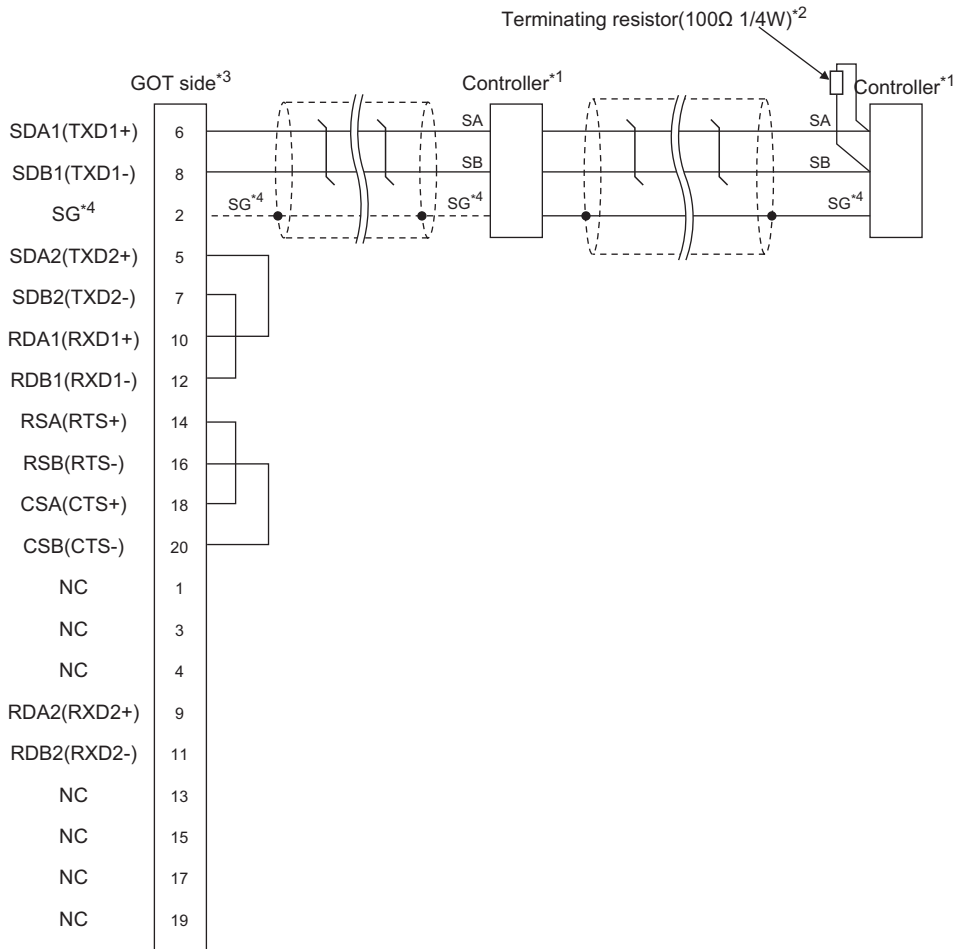 Terminating resistor(100Ω 1/4W)*2
GOT side*3 Controller*1 Controller*1
SDA1(TXD1+) 6 SA SA
SDB1(TXD1-) 8 SB SB
SG*4 2 SG*4 SG*4 SG*4
SDA2(TXD2+) 5
SDB2(TXD2-) 7
RDA1(RXD1+) 10
RDB1(RXD1-) 12
RSA(RTS+) 14
RSB(RTS-) 16
CSA(CTS+) 18
CSB(CTS-) 20
NC 1
NC 3
NC 4
RDA2(RXD2+) 9
RDB2(RXD2-) 11
NC 13
NC 15
NC 17
NC 19